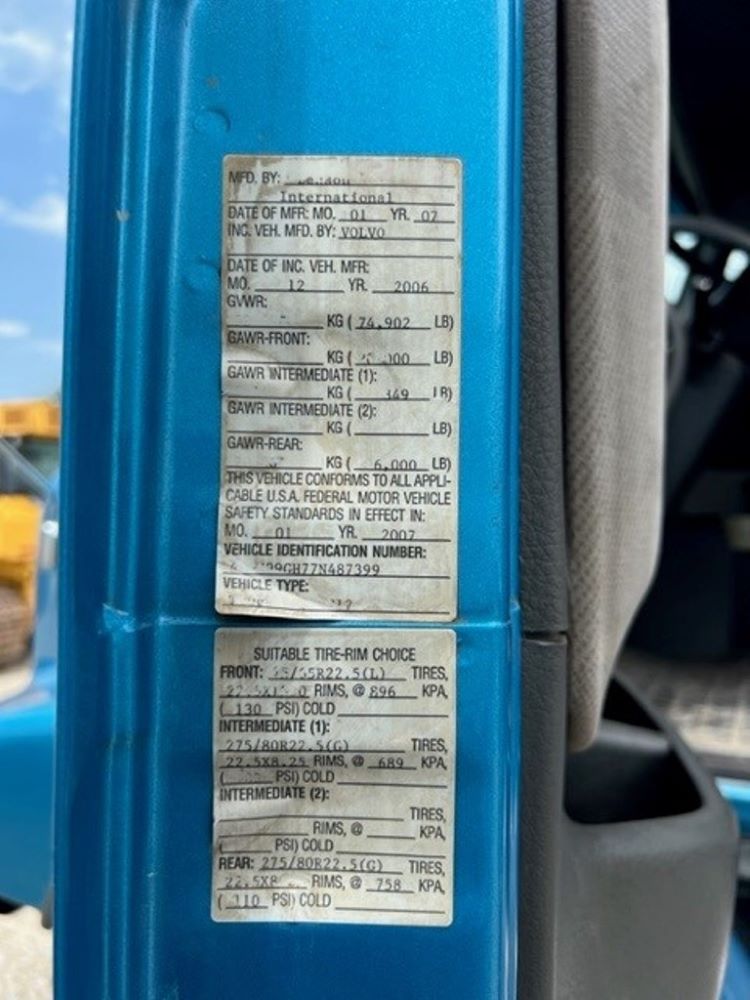 MFD. BY:
International
DATE OF MFR: MO. 01 YR. 07
INC. VEH. MFD. BY: VOLVO
DATE OF INC. VEH. MFR:
MO. 12 YR. 2006
GVWR:
KG ( 74,902 LB)
GAWR-FRONT:
KG ( LB)
GAWR INTERMEDIATE (1):
KG ( LB)
GAWR INTERMEDIATE (2):
KG ( LB)
GAWR-REAR:
KG ( 6,000 LB)
THIS VEHICLE CONFORMS TO ALL APPLI-
CABLE U.S.A. FEDERAL MOTOR VEHICLE
SAFETY STANDARDS IN EFFECT IN:
MO. 01 YR. 2007
VEHICLE IDENTIFICATION NUMBER:
VEHICLE TYPE:
SUITABLE TIRE-RIM CHOICE
FRONT: TIRES,
RIMS, @ 896 KPA,
( 130 PSI) COLD
INTERMEDIATE (1):
275/80R22.5(G) TIRES,
22.5X8.25 RIMS, @ 689 KPA,
( PSI) COLD
INTERMEDIATE (2):
TIRES,
RIMS, @ KPA,
( PSI) COLD
REAR: 275/80R22.5(G) TIRES,
RIMS, @ 758 KPA,
( 110 PSI) COLD